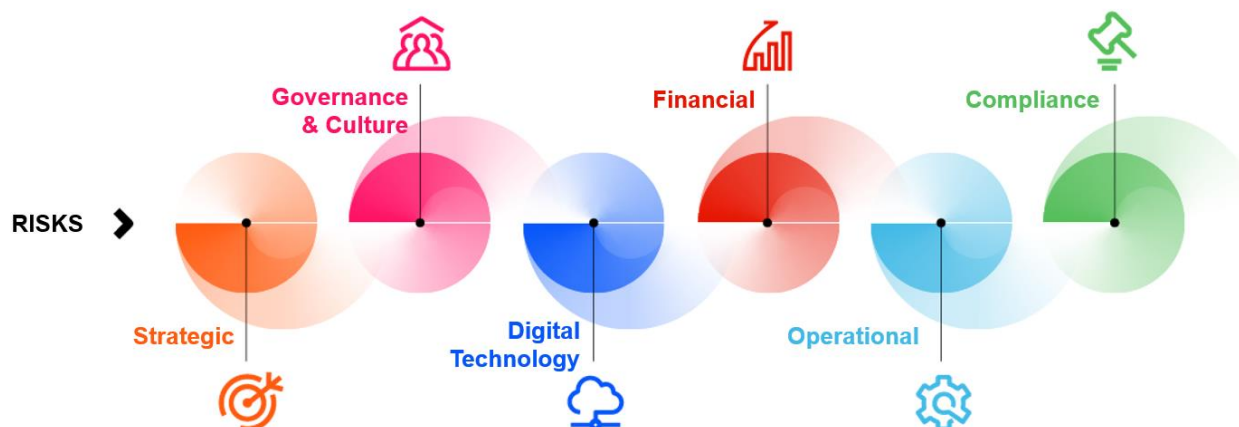 RISKS
Strategic
Governance
& Culture
Digital
Technology
Financial
Operational
Compliance